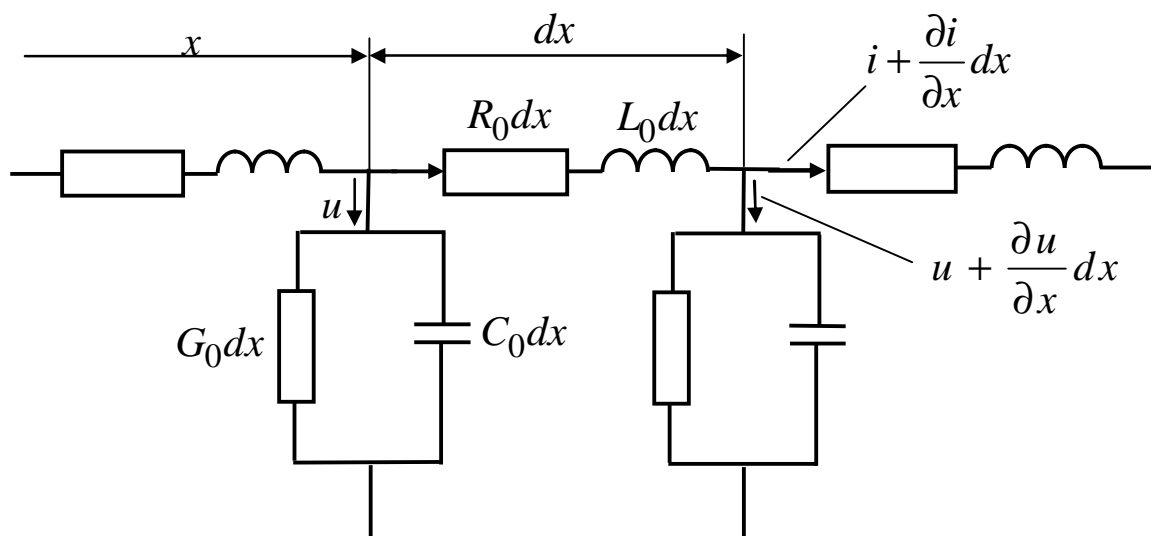 x
dx
i + ∂i/∂x dx
R₀dx
L₀dx
u
u + ∂u/∂x dx
G₀dx
C₀dx